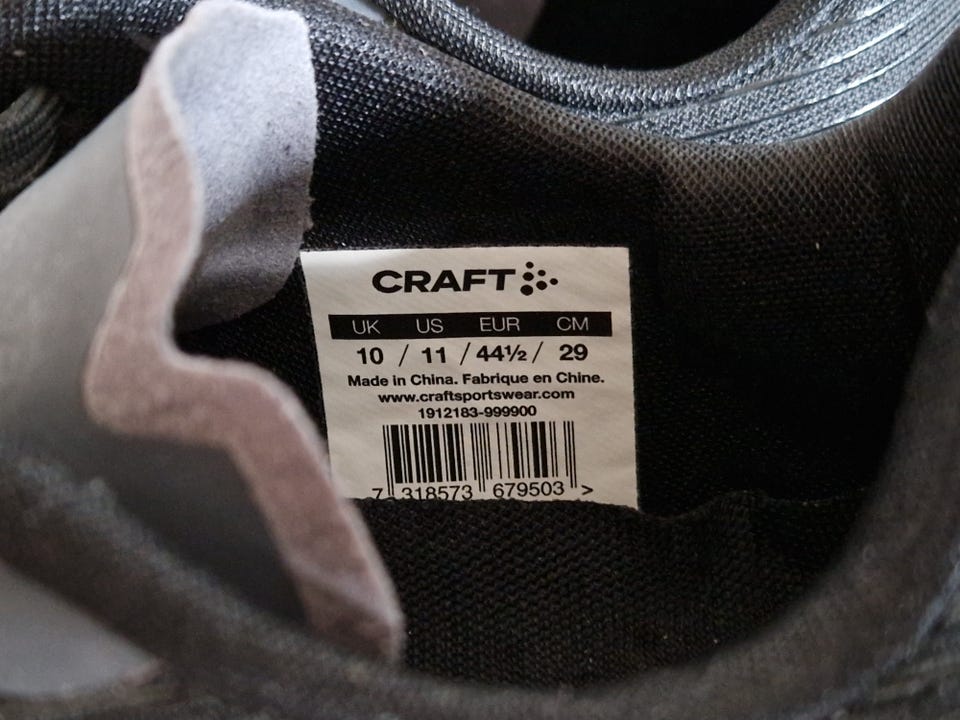 CRAFT
UK US EUR CM
10 / 11 / 44½ / 29
Made in China. Fabrique en Chine.
www.craftsportswear.com
1912183-999900
7 318573 679503 >